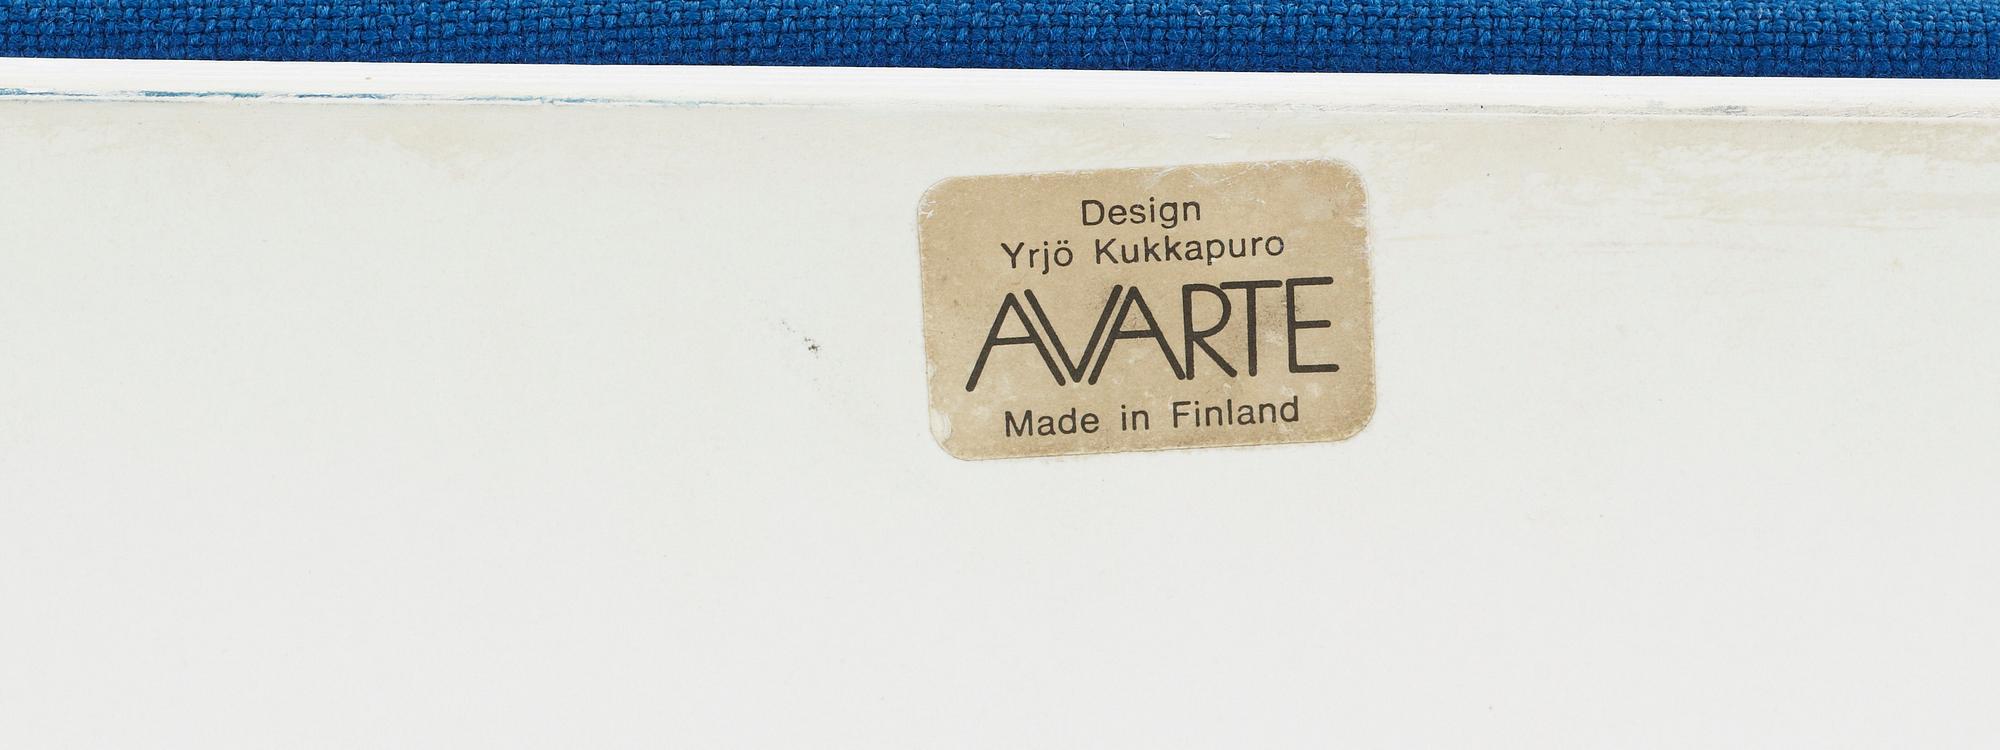 Design
Yrjö Kukkapuro
AVARTE
Made in Finland